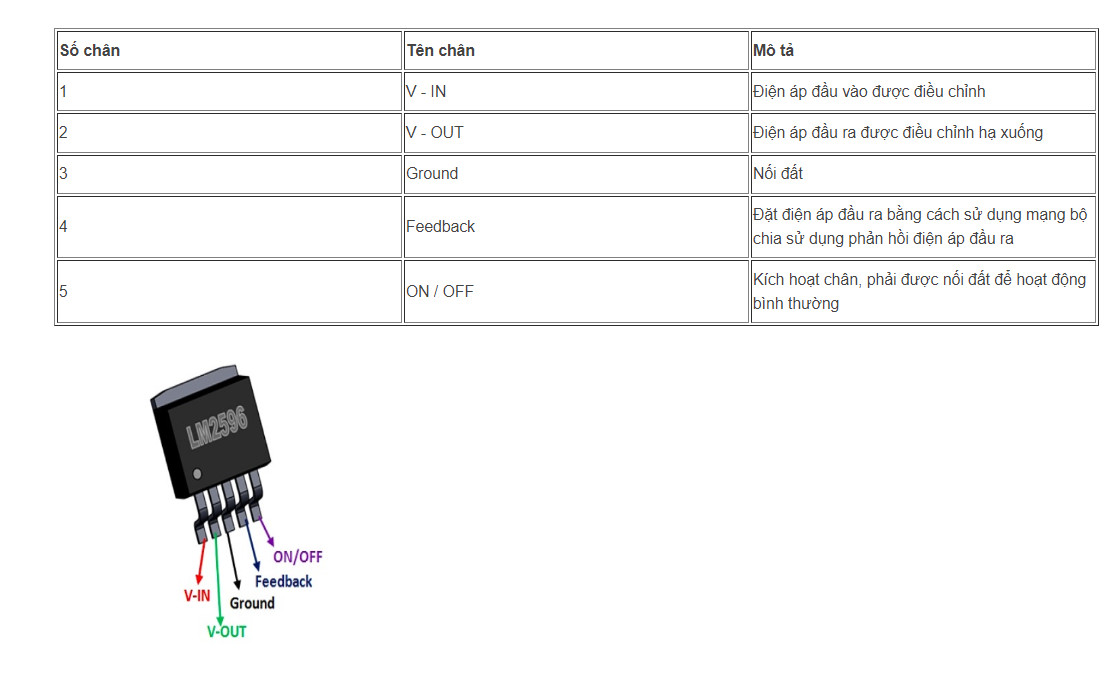 Số chân Tên chân Mô tả
1 V - IN Điện áp đầu vào được điều chỉnh
2 V - OUT Điện áp đầu ra được điều chỉnh hạ xuống
3 Ground Nối đất
4 Feedback Đặt điện áp đầu ra bằng cách sử dụng mạng bộ
chia sử dụng phản hồi điện áp đầu ra
5 ON / OFF Kích hoạt chân, phải được nối đất để hoạt động
bình thường
LM2596
ON/OFF
Feedback
V-IN
Ground
V-OUT